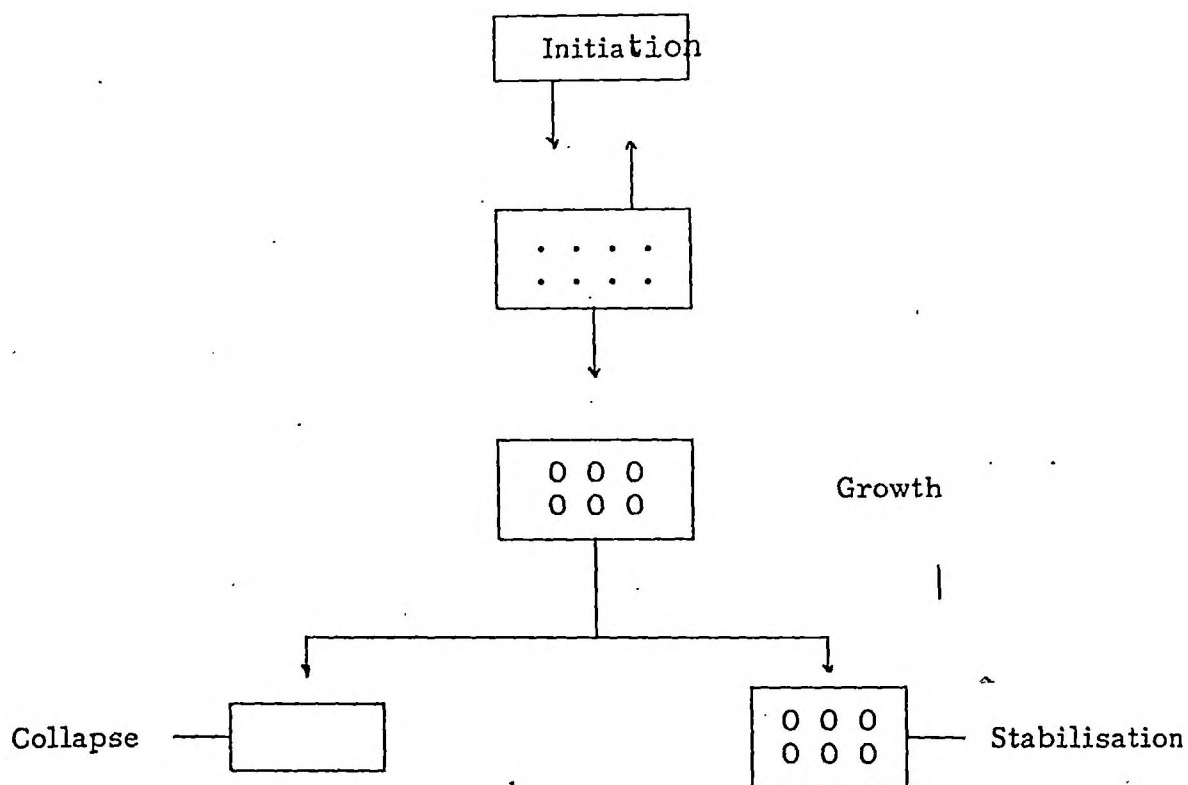 Initiation
. . . .
. . . .
O O O
O O O
Growth
Collapse
O O O
O O O
Stabilisation